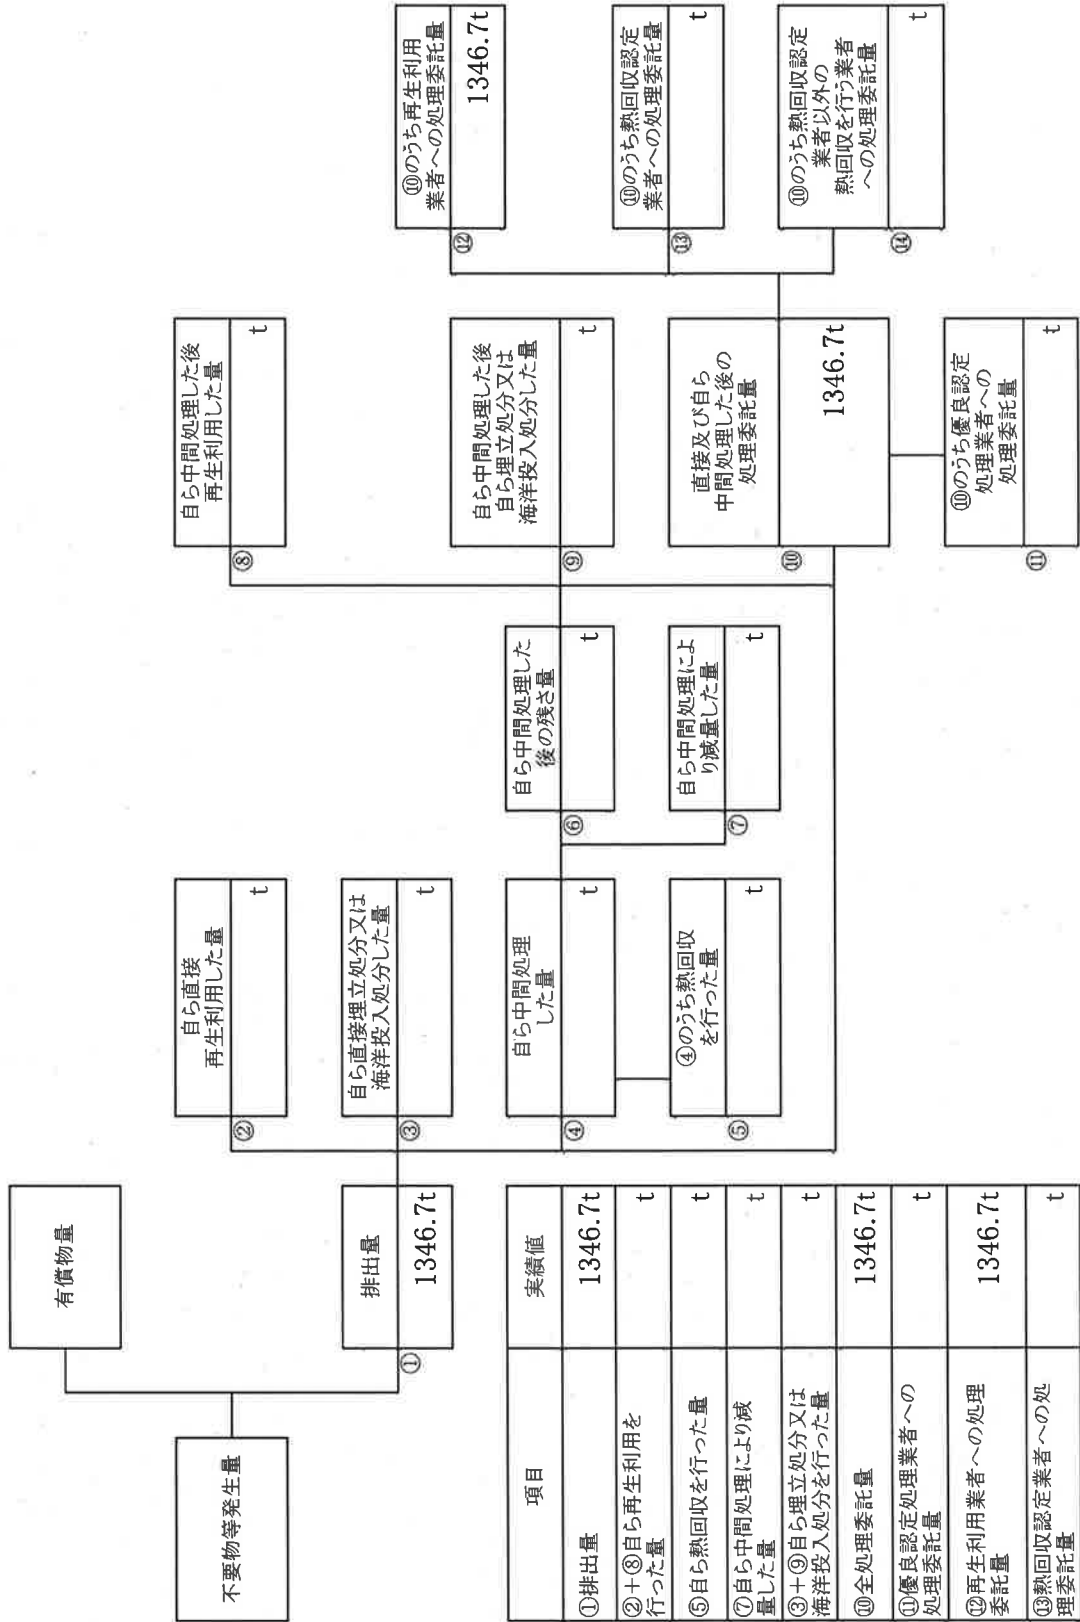 不要物等発生量
有償物量
排出量
①
1346.7t
自ら直接
再生利用した量
②
t
自ら直接埋立処分又は
海洋投入処分した量
③
t
自ら中間処理
した量
④
t
④のうち熱回収
を行った量
⑤
t
自ら中間処理した
後の残さ量
⑥
t
自ら中間処理によ
り減量した量
⑦
t
自ら中間処理した後
再生利用した量
⑧
t
自ら中間処理した後
自ら埋立処分又は
海洋投入処分した量
⑨
t
直接及び自ら
中間処理した後の
処理委託量
⑩
1346.7t
⑩のうち優良認定
処理業者への
処理委託量
⑪
t
⑩のうち再生利用
業者への処理委託量
⑫
1346.7t
⑩のうち熱回収認定
業者への処理委託量
⑬
t
⑩のうち熱回収認定
業者以外の
熱回収を行う業者
への処理委託量
⑭
t
項目 実績値
①排出量 1346.7t
②+⑧自ら再生利用を
行った量 t
⑤自ら熱回収を行った量 t
⑦自ら中間処理により減
量した量 t
③+⑨自ら埋立処分又は
海洋投入処分を行った量 t
⑩全処理委託量 1346.7t
⑪優良認定処理業者への
処理委託量 t
⑫再生利用業者への処理
委託量 1346.7t
⑬熱回収認定業者への処
理委託量 t